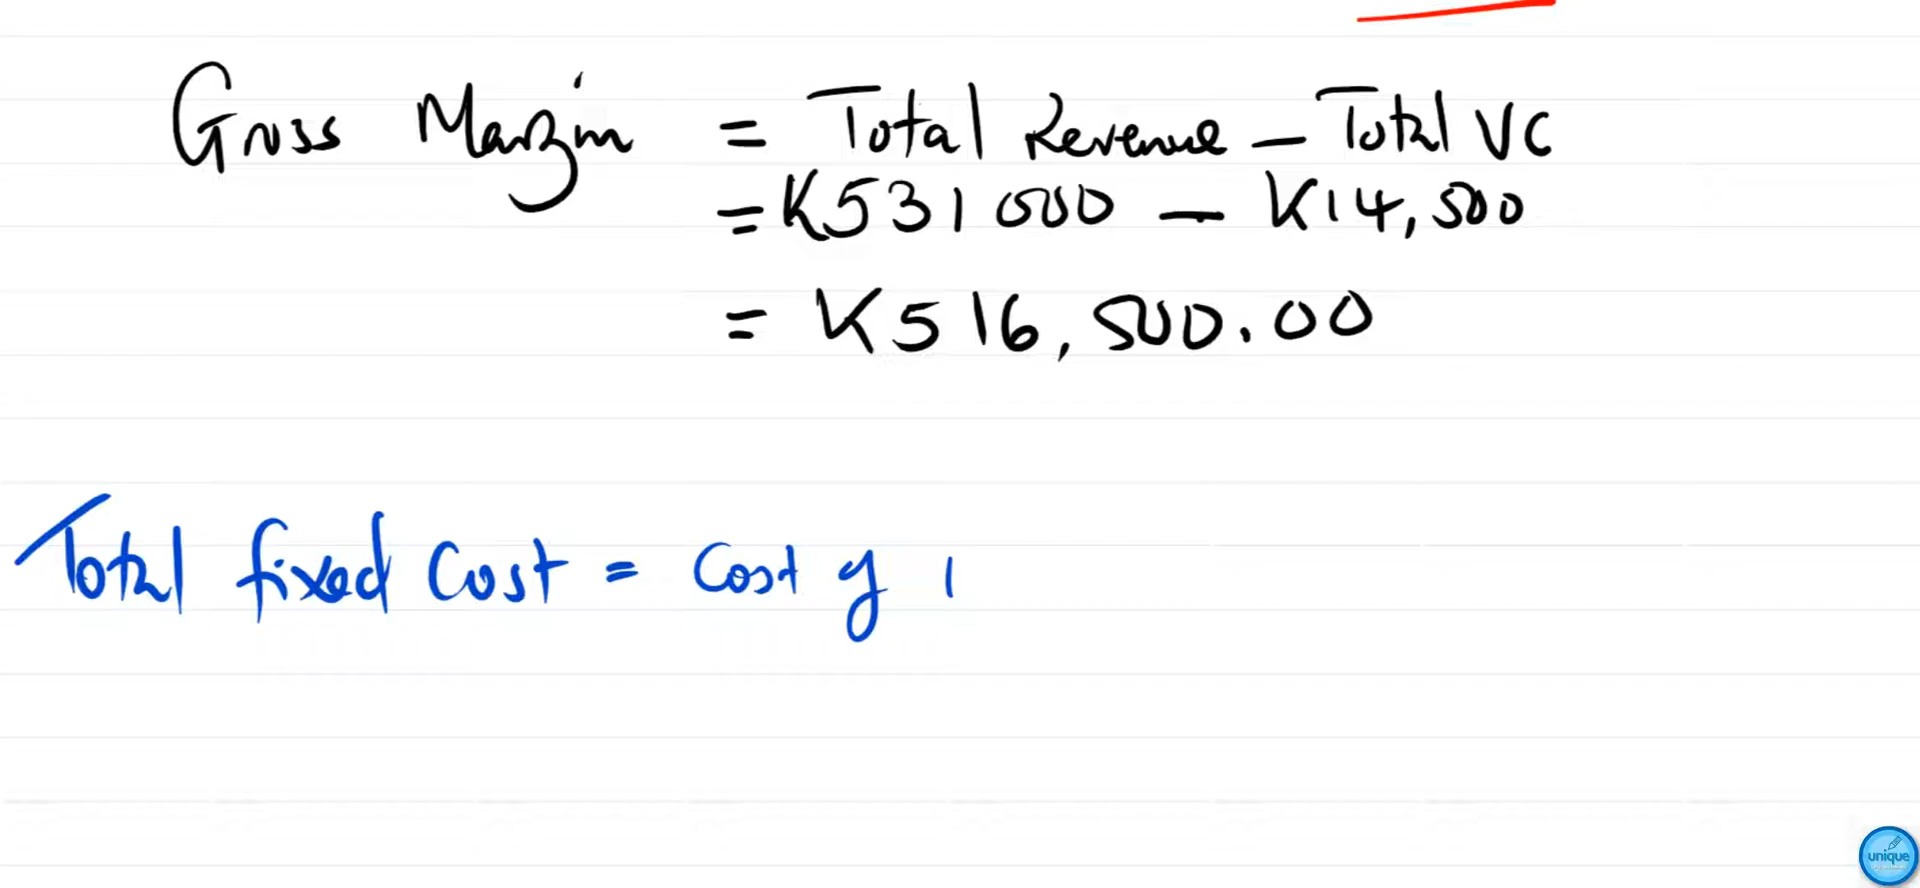 Gross Margin = Total Revenue - Total VC
= K531 000 - K14,500
= K516,500.00
Total fixed cost = Cost of
unique